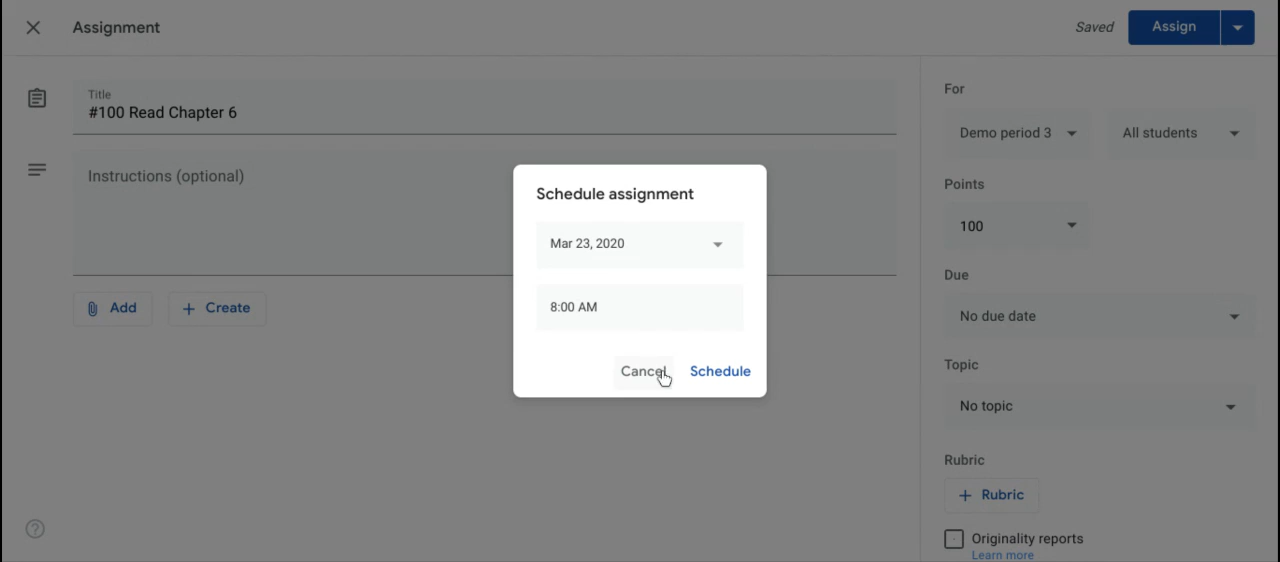 Assignment
Saved
Assign
Title
#100 Read Chapter 6
Instructions (optional)
Add
+ Create
Schedule assignment
Mar 23, 2020
8:00 AM
Cancel
Schedule
For
Demo period 3
All students
Points
100
Due
No due date
Topic
No topic
Rubric
+ Rubric
Originality reports
Learn more